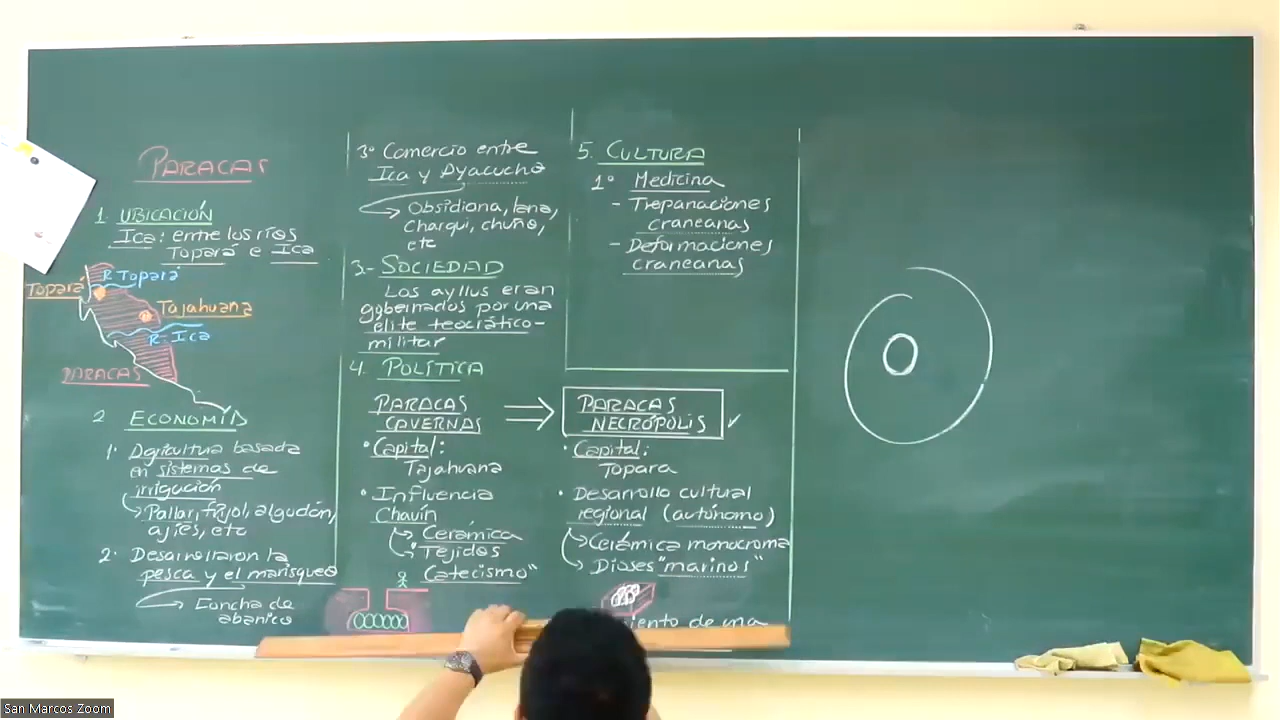 PARACAS
1. UBICACIÓN
Ica: entre los ríos
Topará e Ica
R. Topará
Topará
Tajahuana
R. Ica
PARACAS
2 ECONOMÍA
1. Agricultura basada
en sistemas de
irrigación
Pallar, frijol, algodón,
ajíes, etc
2. Desarrollaron la
pesca y el marisqueo
Concha de
abanico
3º Comercio entre
Ica y Ayacucho
Obsidiana, lana,
Charqui, chuño,
etc
3- SOCIEDAD
Los ayllus eran
gobernados por una
élite teocrático-
militar
4. POLÍTICA
PARACAS
CAVERNAS
• Capital:
Tajahuana
• Influencia
Chavín
Cerámica
Tejidos
Catecismo"
5. CULTURA
1º Medicina
- Trepanaciones
craneanas
- Deformaciones
craneanas
PARACAS
NECRÓPOLIS
• Capital:
Topara
• Desarrollo cultural
regional (autónomo)
Cerámica monocroma
Dioses "marinos"
de una
San Marcos Zoom